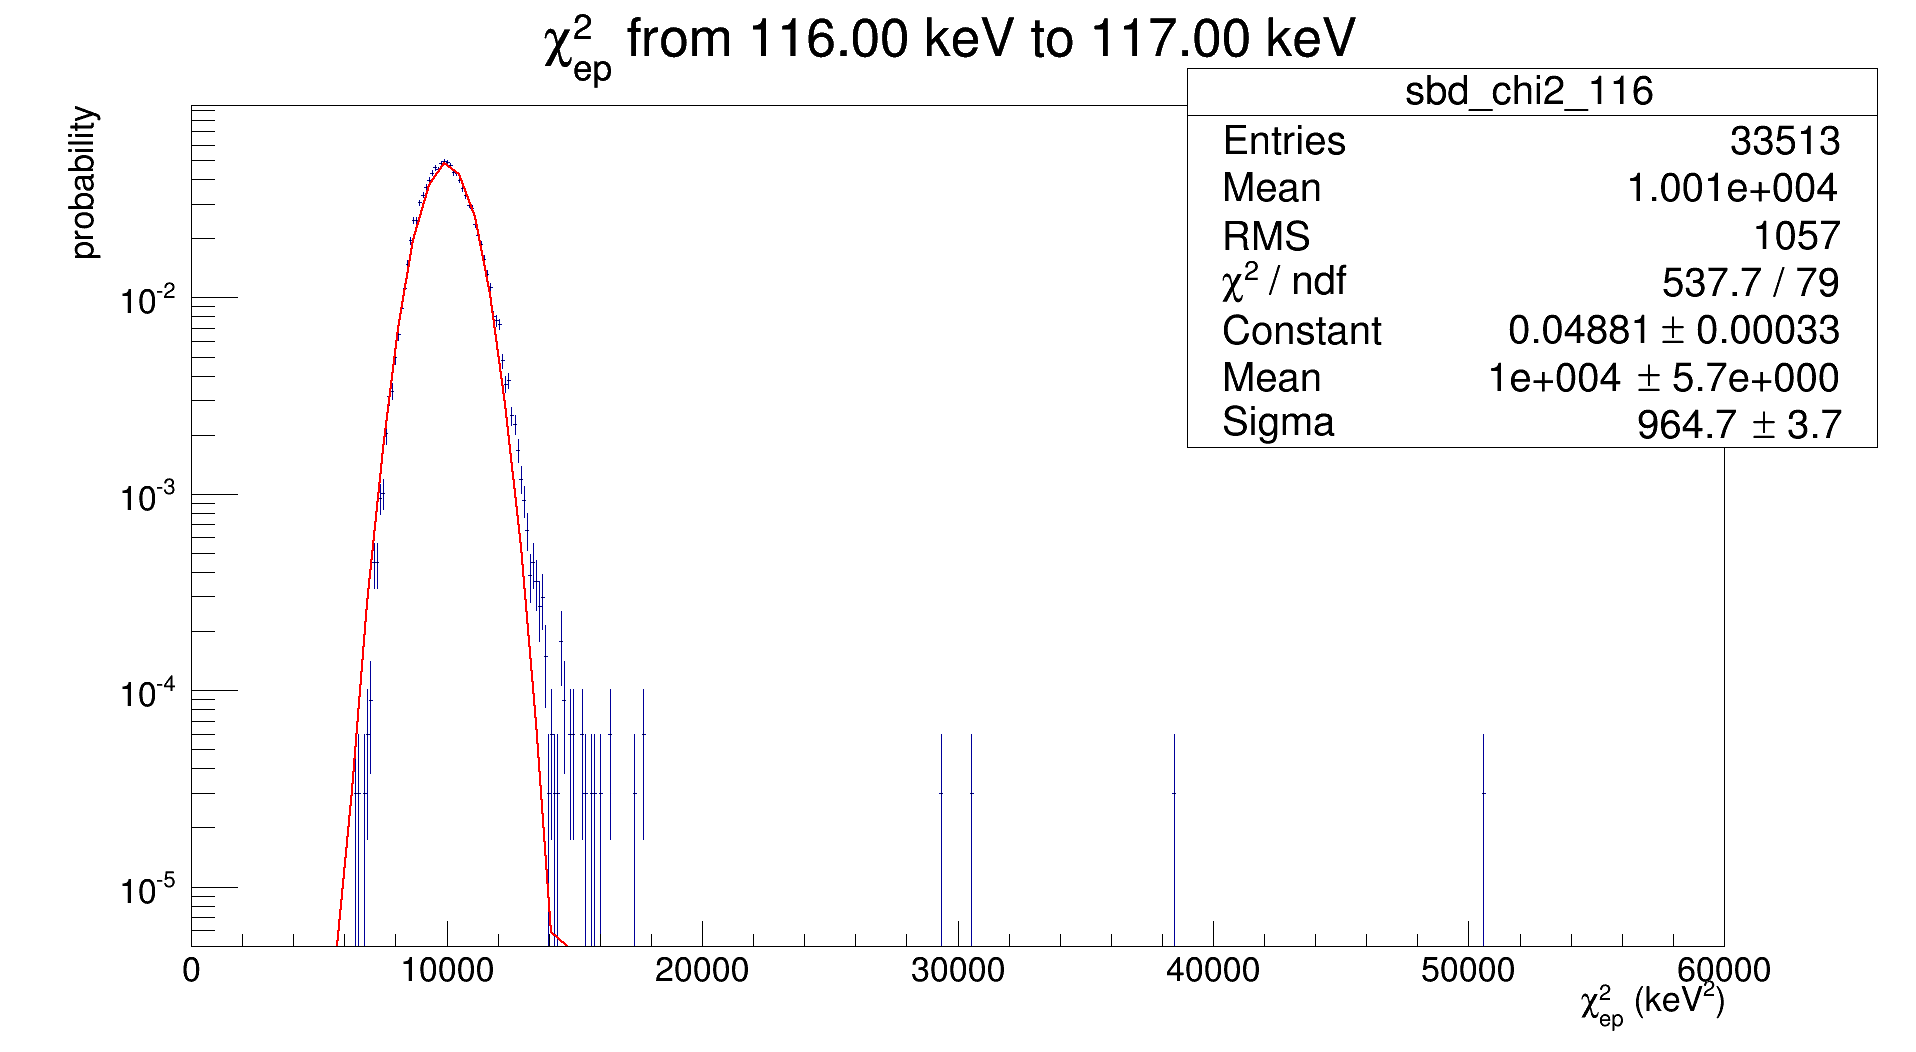 χ²ep from 116.00 keV to 117.00 keV
sbd_chi2_116
Entries 33513
Mean 1.001e+004
RMS 1057
χ² / ndf 537.7 / 79
Constant 0.04881 ± 0.00033
Mean 1e+004 ± 5.7e+000
Sigma 964.7 ± 3.7
probability
10-2
10-3
10-4
10-5
0 10000 20000 30000 40000 50000 60000
χ²ep (keV²)